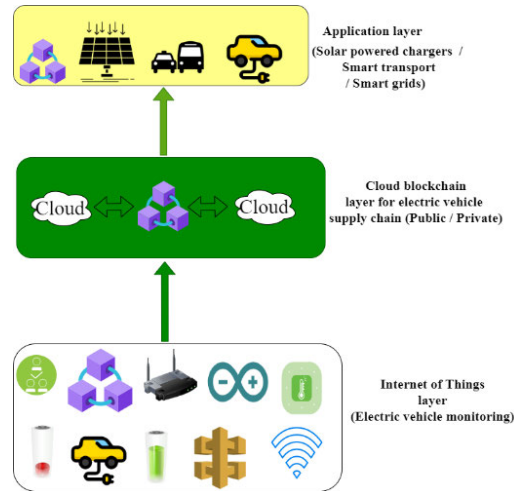 Application layer
(Solar powered chargers /
Smart transport
/ Smart grids)
Cloud
Cloud
Cloud blockchain
layer for electric vehicle
supply chain (Public / Private)
Internet of Things
layer
(Electric vehicle monitoring)